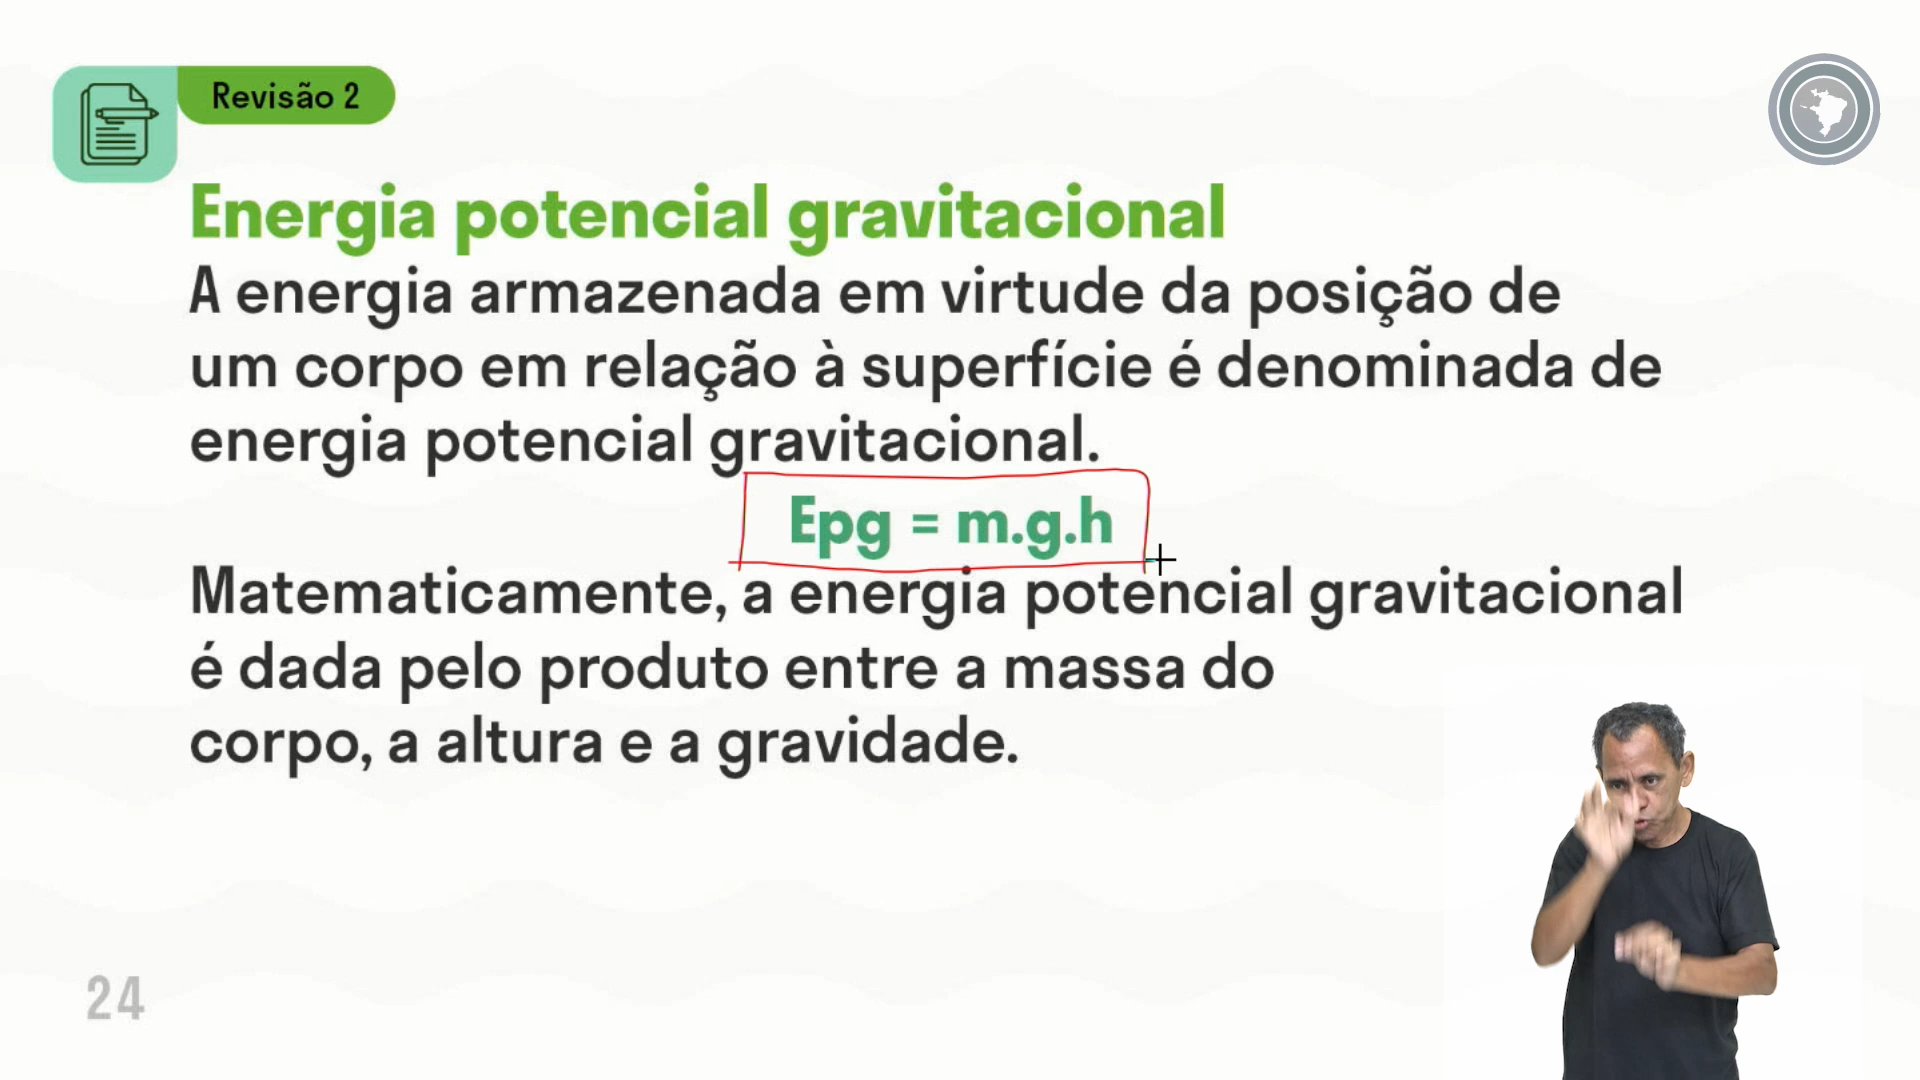 Revisão 2
Energia potencial gravitacional
A energia armazenada em virtude da posição de
um corpo em relação à superfície é denominada de
energia potencial gravitacional.
Epg = m.g.h
Matematicamente, a energia potencial gravitacional
é dada pelo produto entre a massa do
corpo, a altura e a gravidade.
24